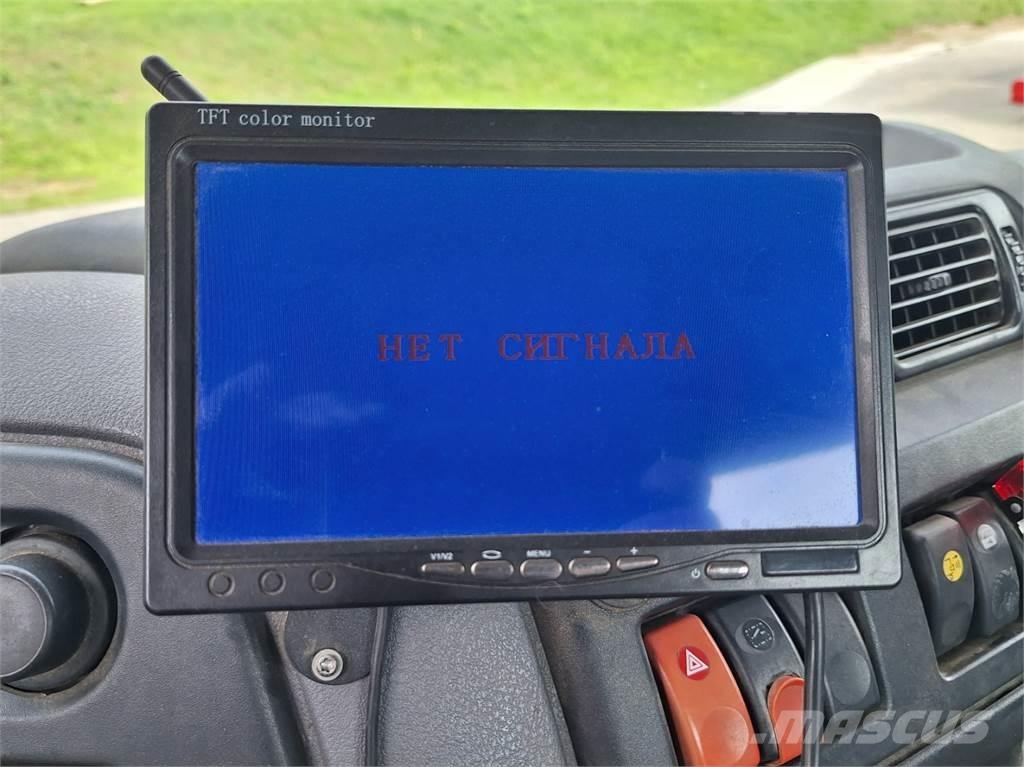 TFT color monitor
НЕТ СИГНАЛА
V1/V2 MENU - +
MASCUS